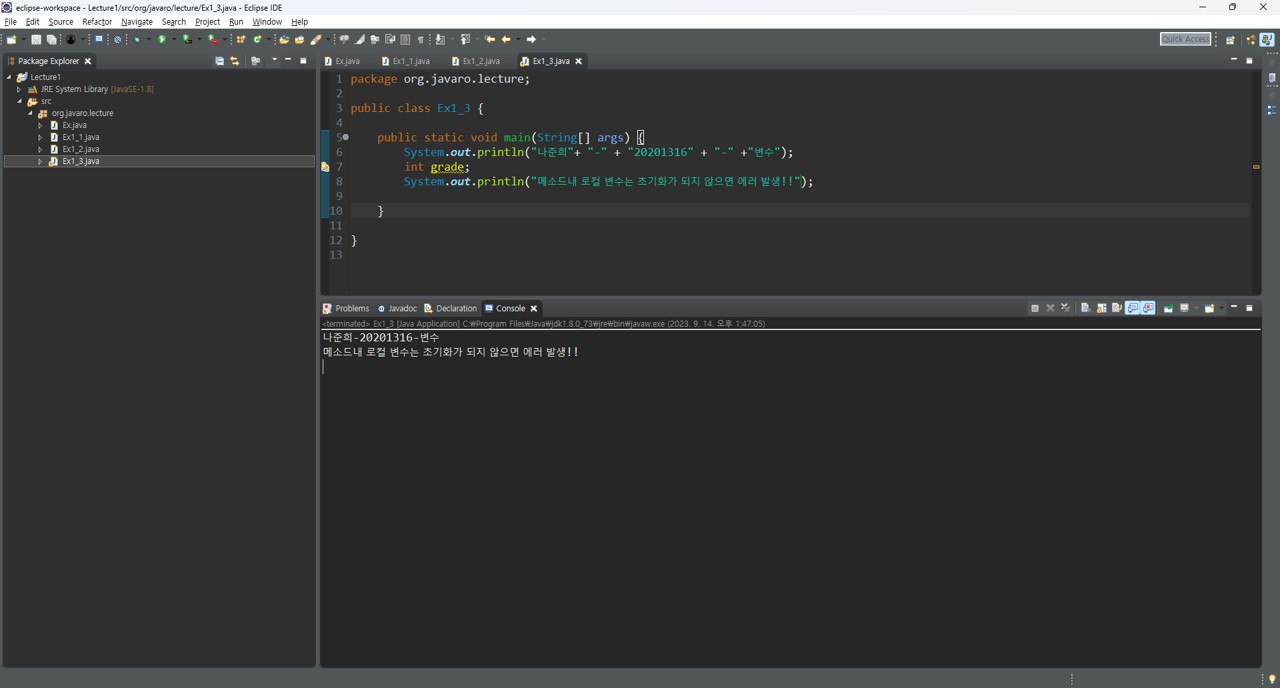 eclipse-workspace - Lecture1/src/org/javaro/lecture/Ex1_3.java - Eclipse IDE
File Edit Source Refactor Navigate Search Project Run Window Help
Quick Access
Package Explorer
Lecture1
JRE System Library [JavaSE-1.8]
src
org.javaro.lecture
Ex.java
Ex1_1.java
Ex1_2.java
Ex1_3.java
Ex.java Ex1_1.java Ex1_2.java Ex1_3.java
1 package org.javaro.lecture;
2
3 public class Ex1_3 {
4
5 public static void main(String[] args) {
6 System.out.println("나준희"+ "-" + "20201316" + "-" +"변수");
7 int grade;
8 System.out.println("메소드내 로컬 변수는 초기화가 되지 않으면 에러 발생!!");
9
10 }
11
12 }
13
Problems Javadoc Declaration Console
<terminated> Ex1_3 [Java Application] C:₩Program Files₩Java₩jdk1.8.0_73₩jre₩bin₩javaw.exe (2023. 9. 14. 오후 1:47:05)
나준희-20201316-변수
메소드내 로컬 변수는 초기화가 되지 않으면 에러 발생!!